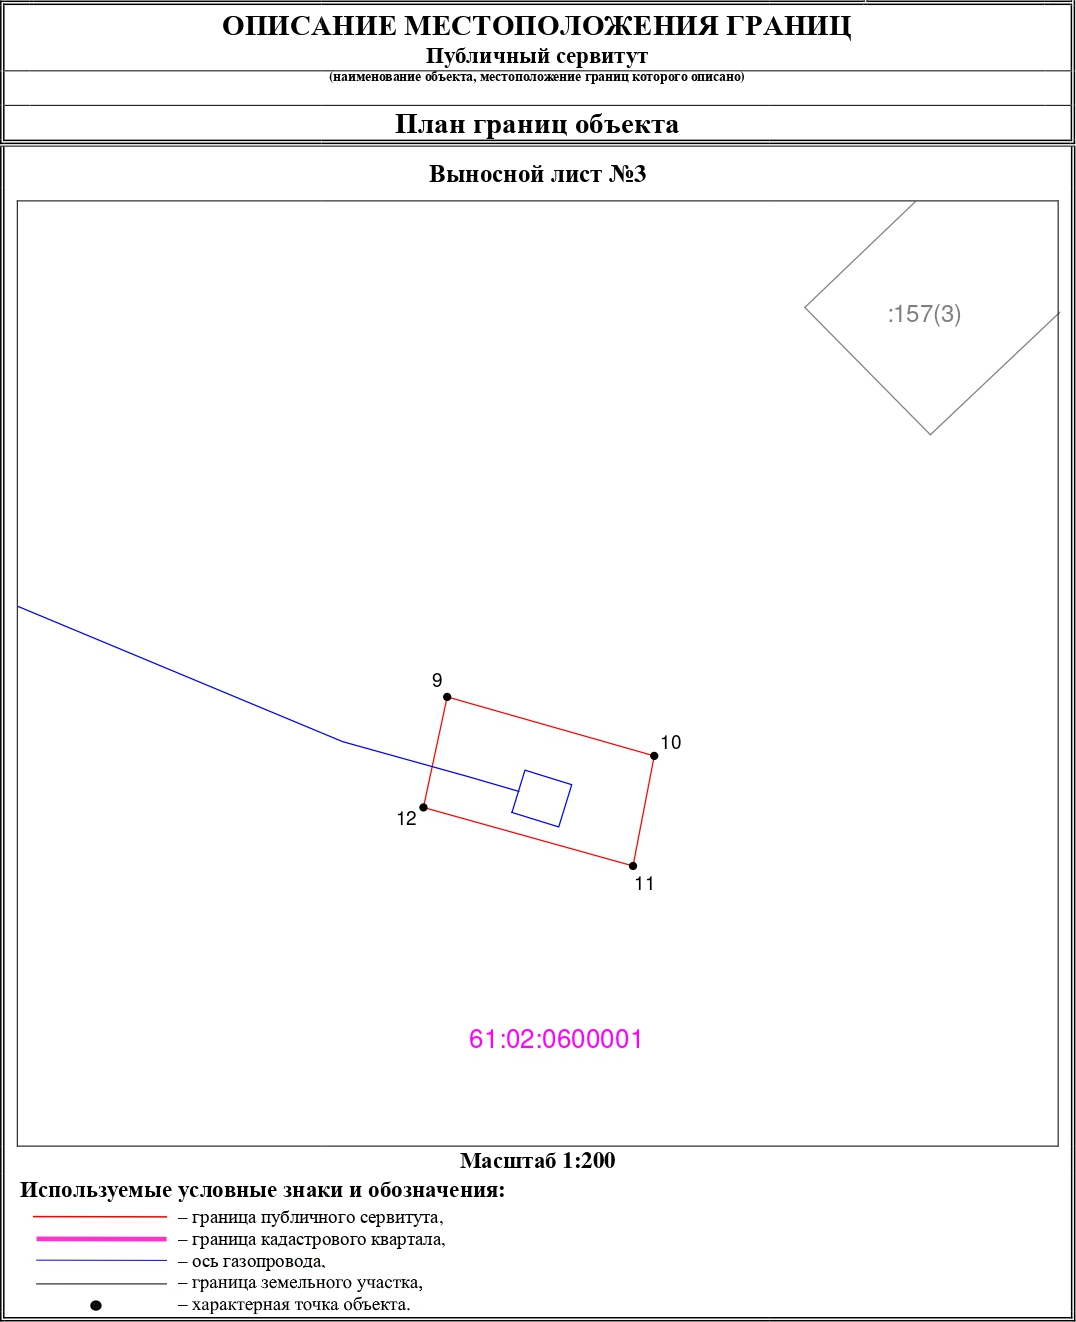 ОПИСАНИЕ МЕСТОПОЛОЖЕНИЯ ГРАНИЦ
Публичный сервитут
(наименование объекта, местоположение границ которого описано)
План границ объекта
Выносной лист №3
:157(3)
9
10
12
11
61:02:0600001
Масштаб 1:200
Используемые условные знаки и обозначения:
– граница публичного сервитута,
– граница кадастрового квартала,
– ось газопровода,
– граница земельного участка,
– характерная точка объекта.